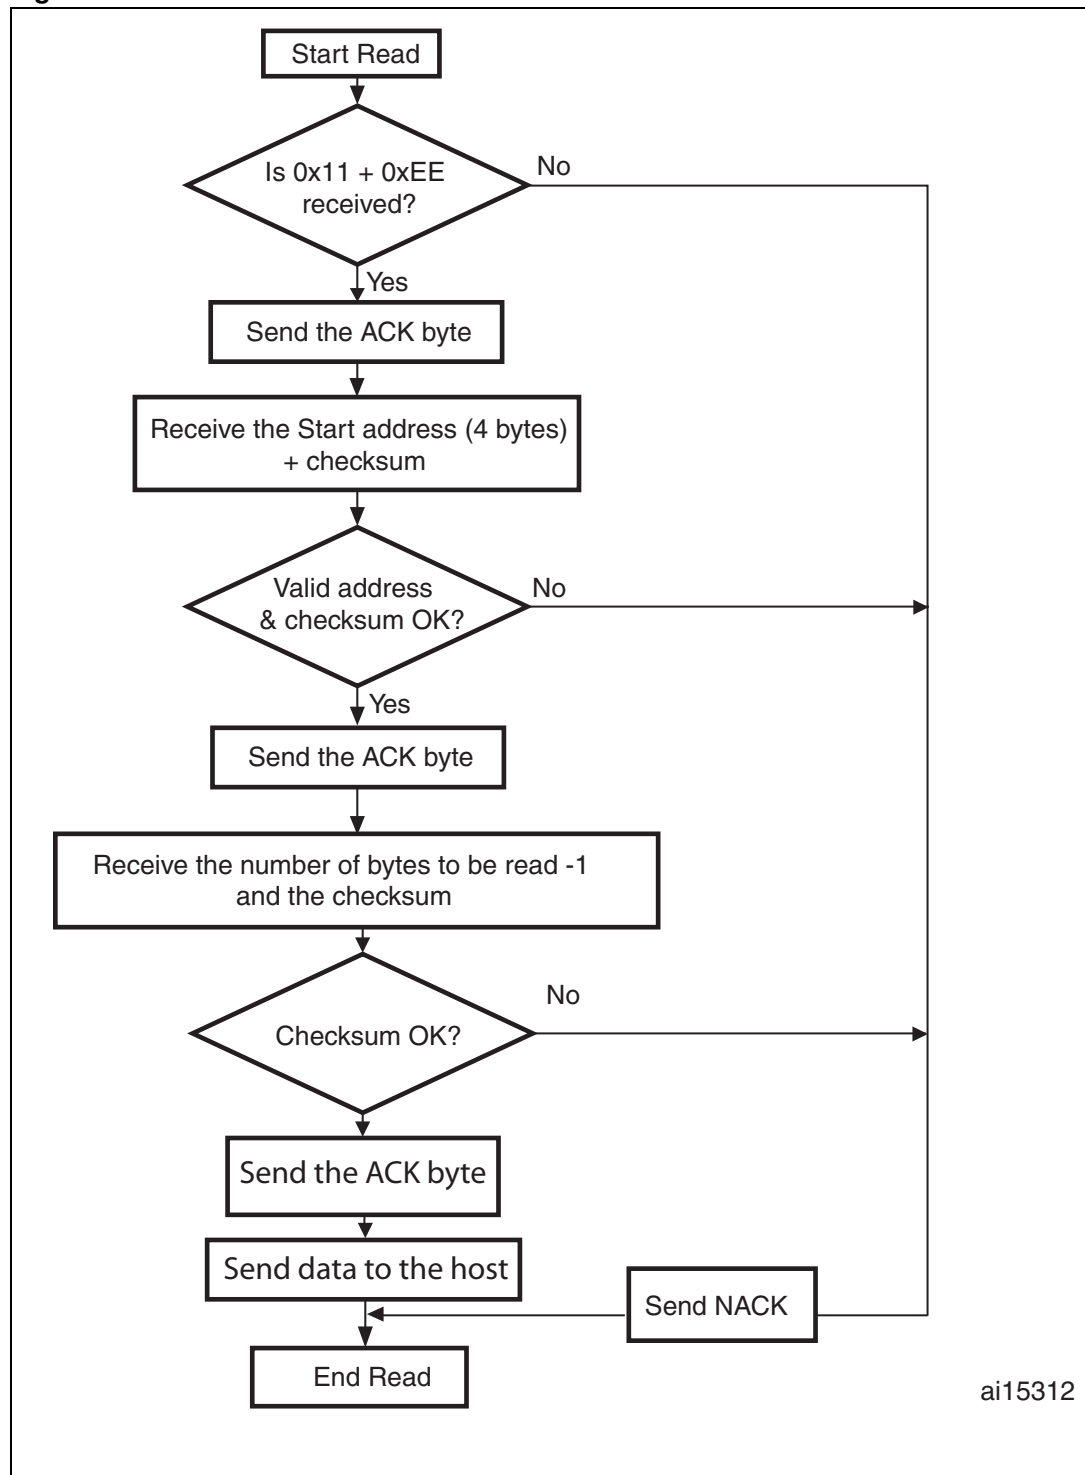 Start Read
Is 0x11 + 0xEE
received?
No
Yes
Send the ACK byte
Receive the Start address (4 bytes)
+ checksum
Valid address
& checksum OK?
No
Yes
Send the ACK byte
Receive the number of bytes to be read -1
and the checksum
No
Checksum OK?
Send the ACK byte
Send data to the host
Send NACK
End Read
ai15312